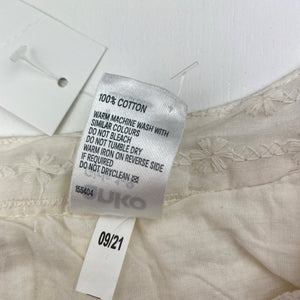 100% COTTON
WARM MACHINE WASH WITH
SIMILAR COLOURS
DO NOT BLEACH
DO NOT TUMBLE DRY
WARM IRON ON REVERSE SIDE
IF REQUIRED
DO NOT DRYCLEAN
155404
09/21